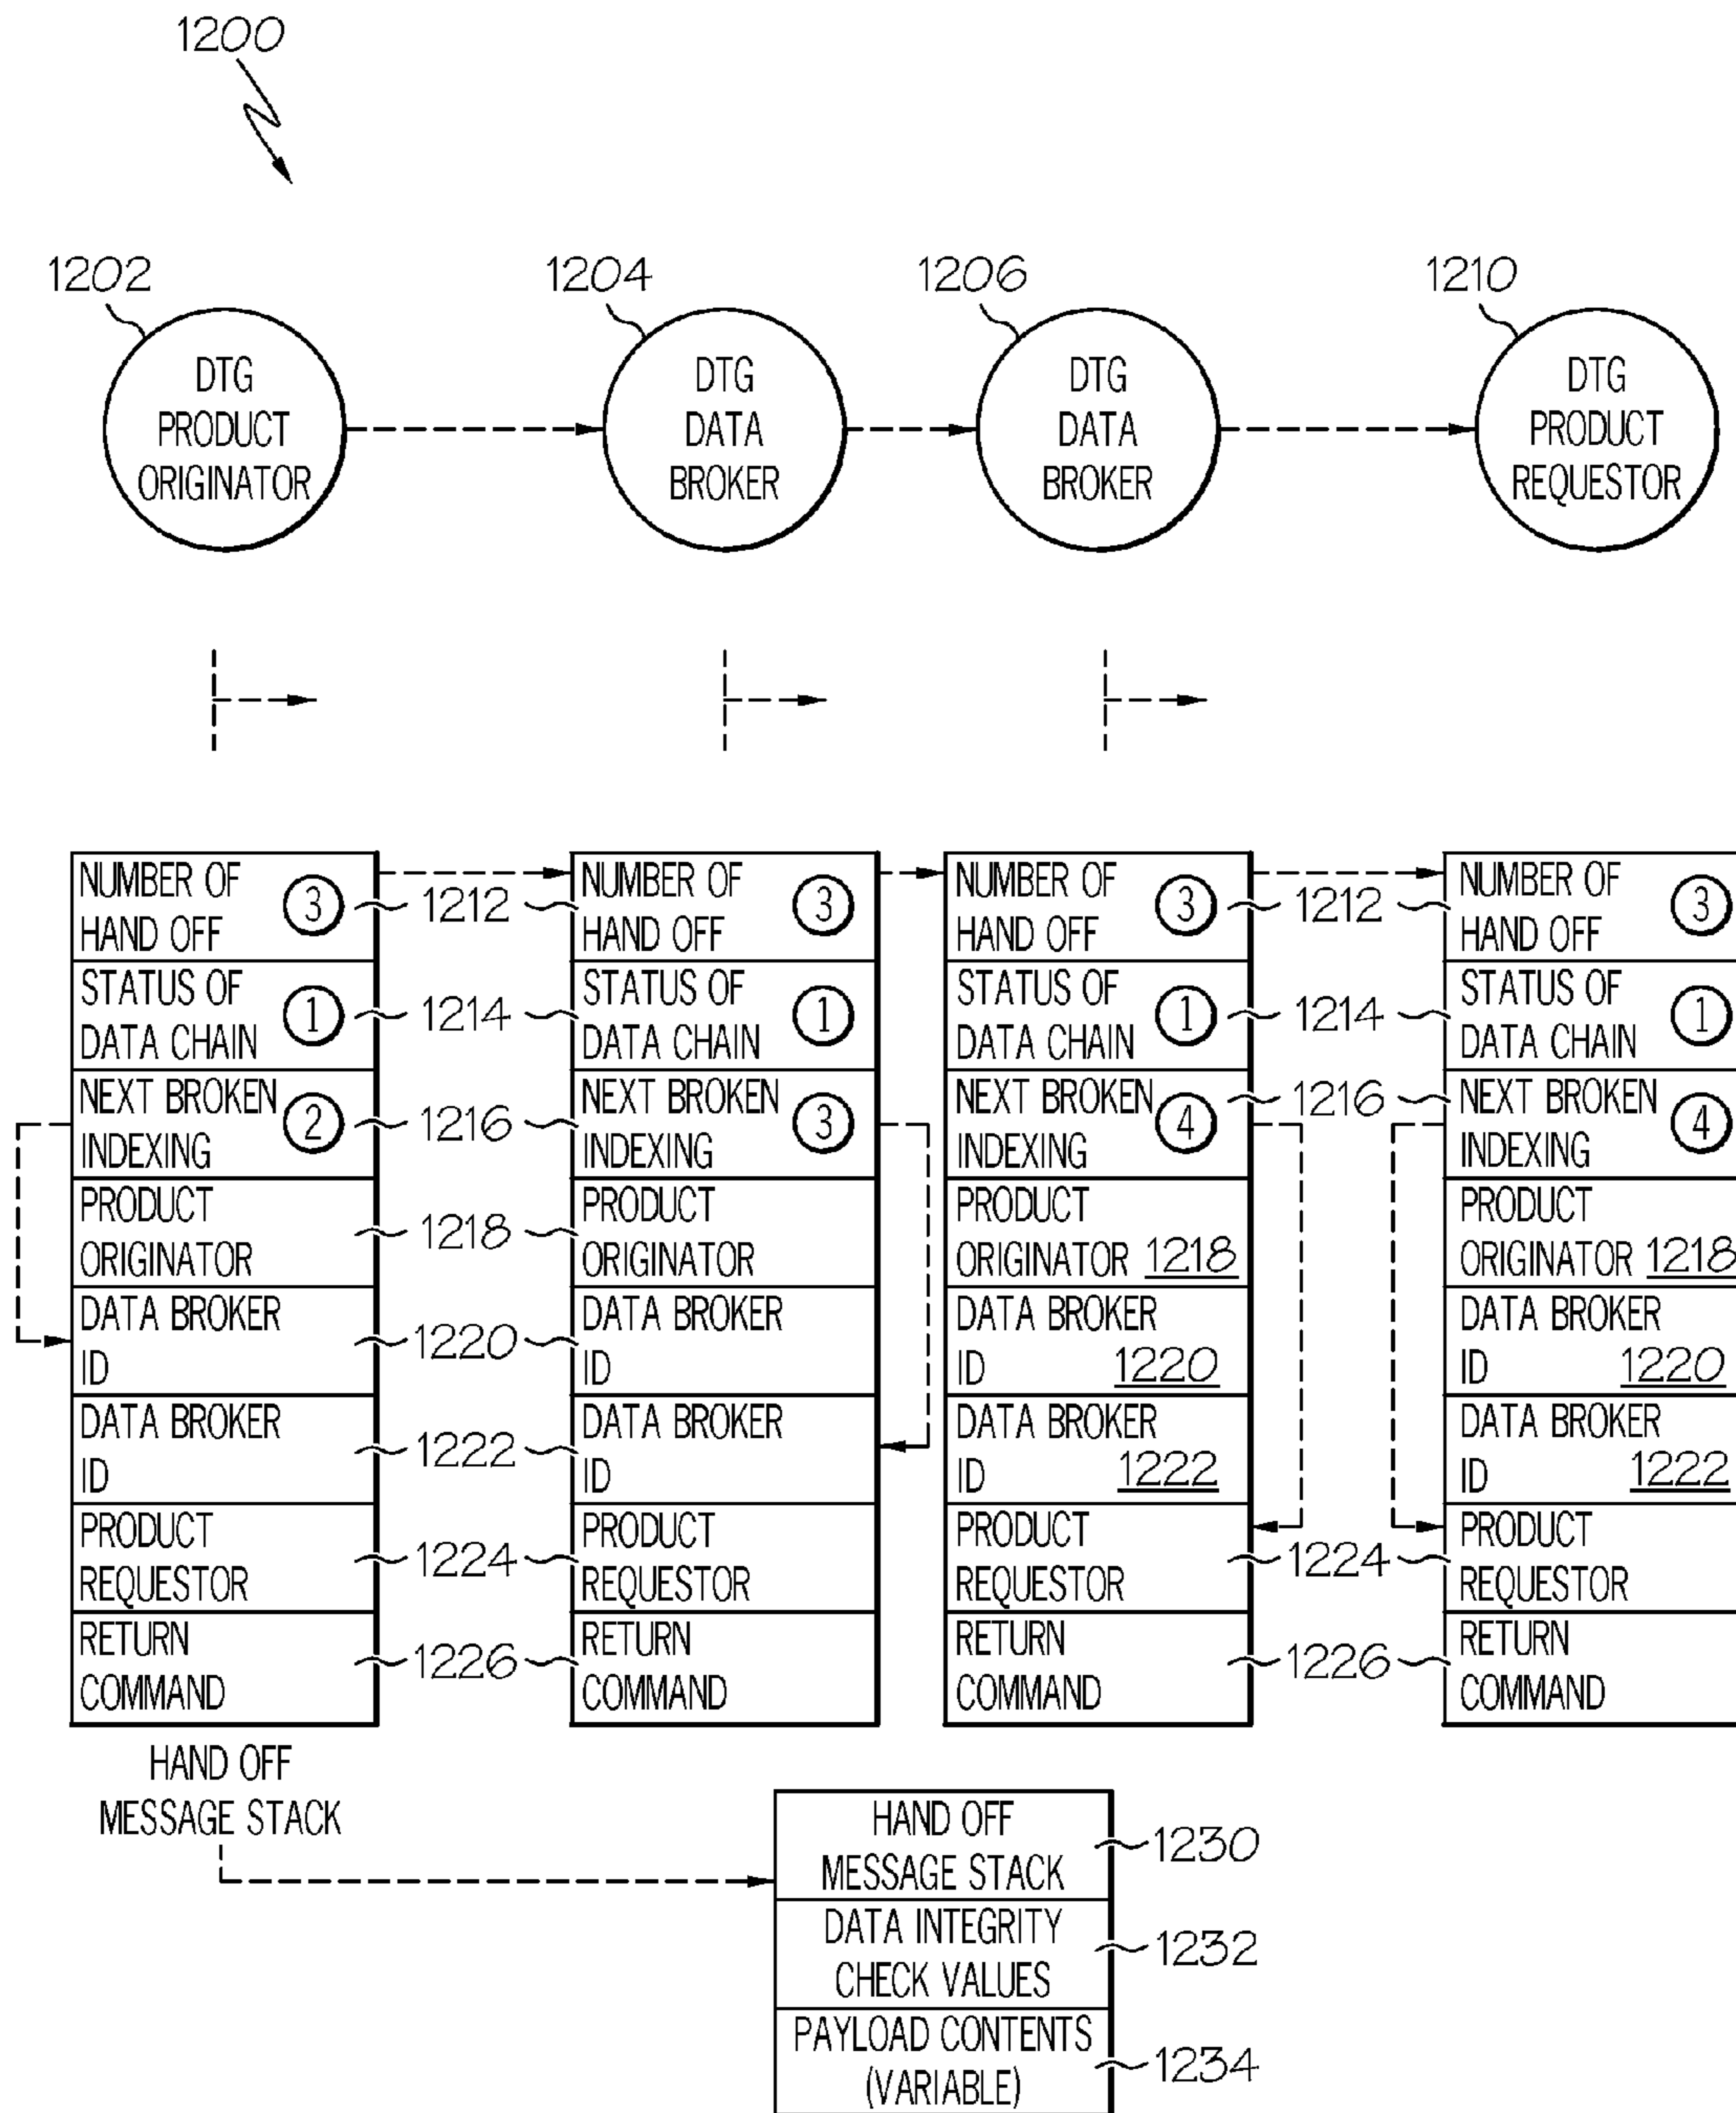 1200
1202 1204 1206 1210
DTG DTG DTG DTG
PRODUCT DATA DATA PRODUCT
ORIGINATOR BROKER BROKER REQUESTOR
NUMBER OF NUMBER OF NUMBER OF NUMBER OF
3 1212 3 3 1212 3
HAND OFF HAND OFF HAND OFF HAND OFF
STATUS OF STATUS OF STATUS OF STATUS OF
1 1214 1 1 1214 1
DATA CHAIN DATA CHAIN DATA CHAIN DATA CHAIN
NEXT BROKEN NEXT BROKEN NEXT BROKEN 1216 NEXT BROKEN
2 1216 3 4 4
INDEXING INDEXING INDEXING INDEXING
PRODUCT PRODUCT PRODUCT PRODUCT
1218
ORIGINATOR ORIGINATOR ORIGINATOR 1218 ORIGINATOR 1218
DATA BROKER DATA BROKER DATA BROKER DATA BROKER
1220
ID ID ID 1220 ID 1220
DATA BROKER DATA BROKER DATA BROKER DATA BROKER
1222
ID ID ID 1222 ID 1222
PRODUCT PRODUCT PRODUCT PRODUCT
1224 1224
REQUESTOR REQUESTOR REQUESTOR REQUESTOR
RETURN RETURN RETURN RETURN
1226 1226
COMMAND COMMAND COMMAND COMMAND
HAND OFF
MESSAGE STACK
HAND OFF
1230
MESSAGE STACK
DATA INTEGRITY
1232
CHECK VALUES
PAYLOAD CONTENTS
1234
(VARIABLE)